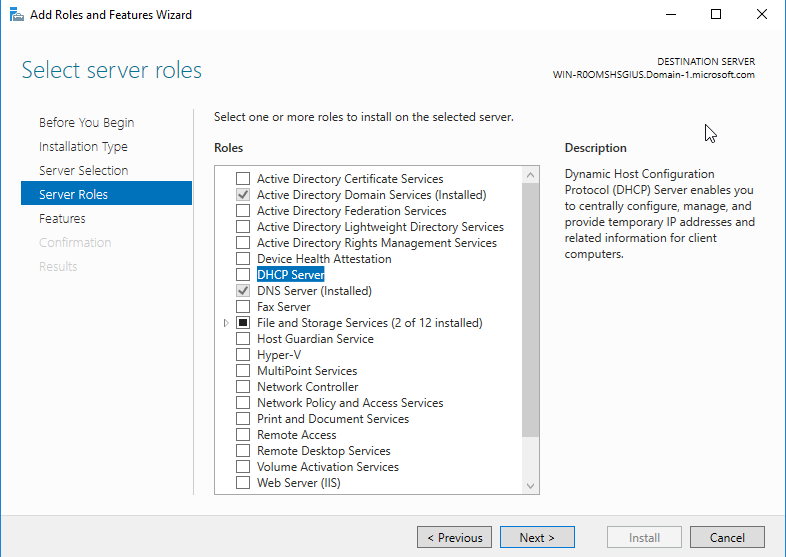 Add Roles and Features Wizard
Select server roles
DESTINATION SERVER
WIN-R0OMSHSGIUS.Domain-1.microsoft.com
Before You Begin
Installation Type
Server Selection
Server Roles
Features
Confirmation
Results
Select one or more roles to install on the selected server.
Roles
Active Directory Certificate Services
Active Directory Domain Services (Installed)
Active Directory Federation Services
Active Directory Lightweight Directory Services
Active Directory Rights Management Services
Device Health Attestation
DHCP Server
DNS Server (Installed)
Fax Server
File and Storage Services (2 of 12 installed)
Host Guardian Service
Hyper-V
MultiPoint Services
Network Controller
Network Policy and Access Services
Print and Document Services
Remote Access
Remote Desktop Services
Volume Activation Services
Web Server (IIS)
Description
Dynamic Host Configuration
Protocol (DHCP) Server enables you
to centrally configure, manage, and
provide temporary IP addresses and
related information for client
computers.
< Previous
Next >
Install
Cancel